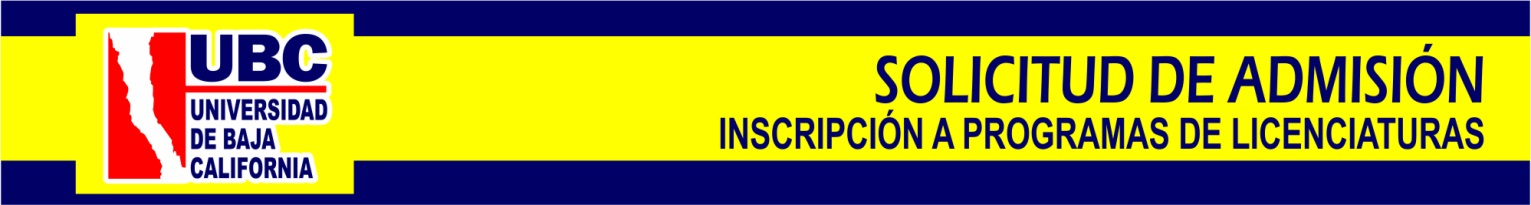 UBC
UNIVERSIDAD
DE BAJA
CALIFORNIA
SOLICITUD DE ADMISIÓN
INSCRIPCIÓN A PROGRAMAS DE LICENCIATURAS